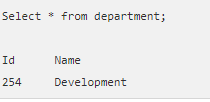 Select * from department;
Id Name
254 Development